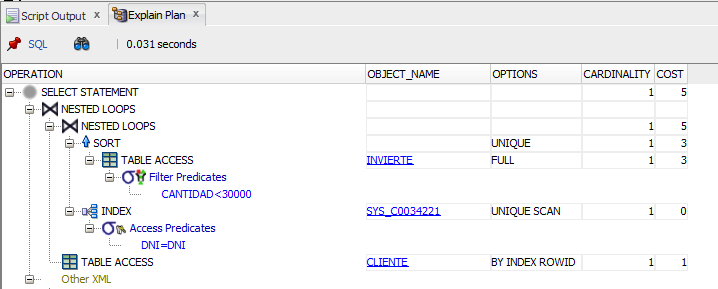 Script Output x Explain Plan x
SQL 0.031 seconds
OPERATION OBJECT_NAME OPTIONS CARDINALITY COST
SELECT STATEMENT 1 5
NESTED LOOPS
NESTED LOOPS 1 5
SORT UNIQUE 1 3
TABLE ACCESS INVIERTE FULL 1 3
Filter Predicates
CANTIDAD<30000
INDEX SYS_C0034221 UNIQUE SCAN 1 0
Access Predicates
DNI=DNI
TABLE ACCESS CLIENTE BY INDEX ROWID 1 1
Other XML